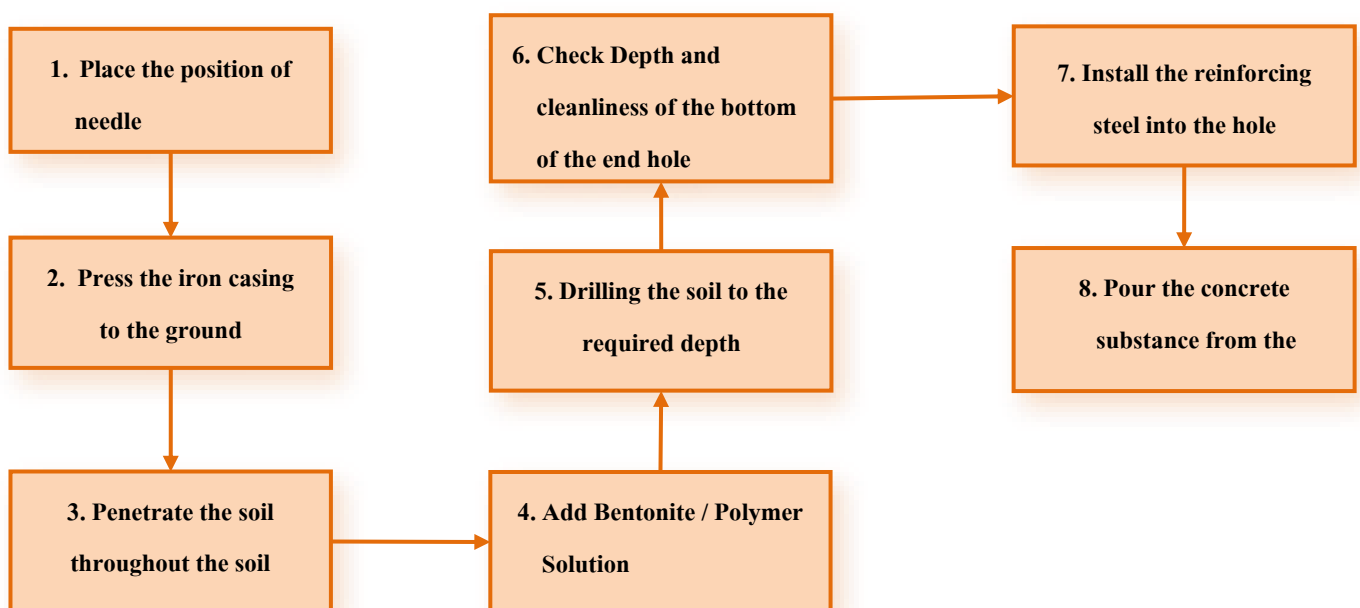 1. Place the position of
needle
2. Press the iron casing
to the ground
3. Penetrate the soil
throughout the soil
4. Add Bentonite / Polymer
Solution
5. Drilling the soil to the
required depth
6. Check Depth and
cleanliness of the bottom
of the end hole
7. Install the reinforcing
steel into the hole
8. Pour the concrete
substance from the